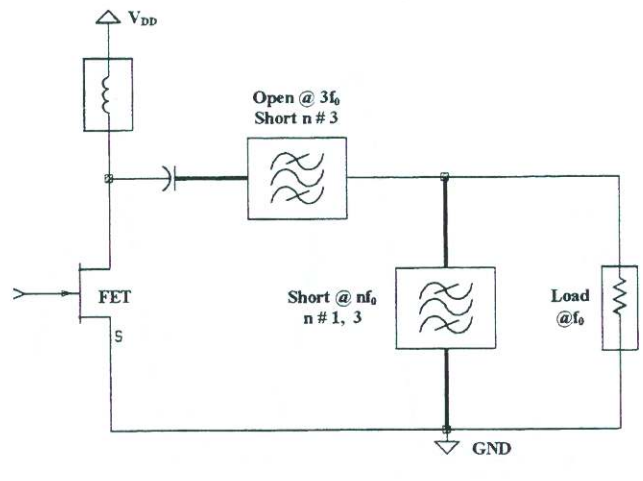 V_DD
Open @ 3f₀
Short n # 3
FET
S
Short @ nf₀
n # 1, 3
Load
@f₀
GND